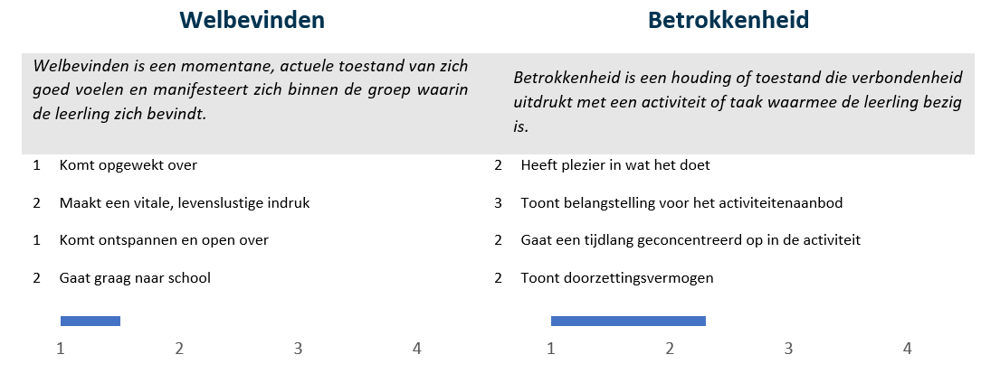 Welbevinden
Welbevinden is een momentane, actuele toestand van zich
goed voelen en manifesteert zich binnen de groep waarin
de leerling zich bevindt.
1 Komt opgewekt over
2 Maakt een vitale, levenslustige indruk
1 Komt ontspannen en open over
2 Gaat graag naar school
1 2 3 4
Betrokkenheid
Betrokkenheid is een houding of toestand die verbondenheid
uitdrukt met een activiteit of taak waarmee de leerling bezig
is.
2 Heeft plezier in wat het doet
3 Toont belangstelling voor het activiteitenaanbod
2 Gaat een tijdlang geconcentreerd op in de activiteit
2 Toont doorzettingsvermogen
1 2 3 4